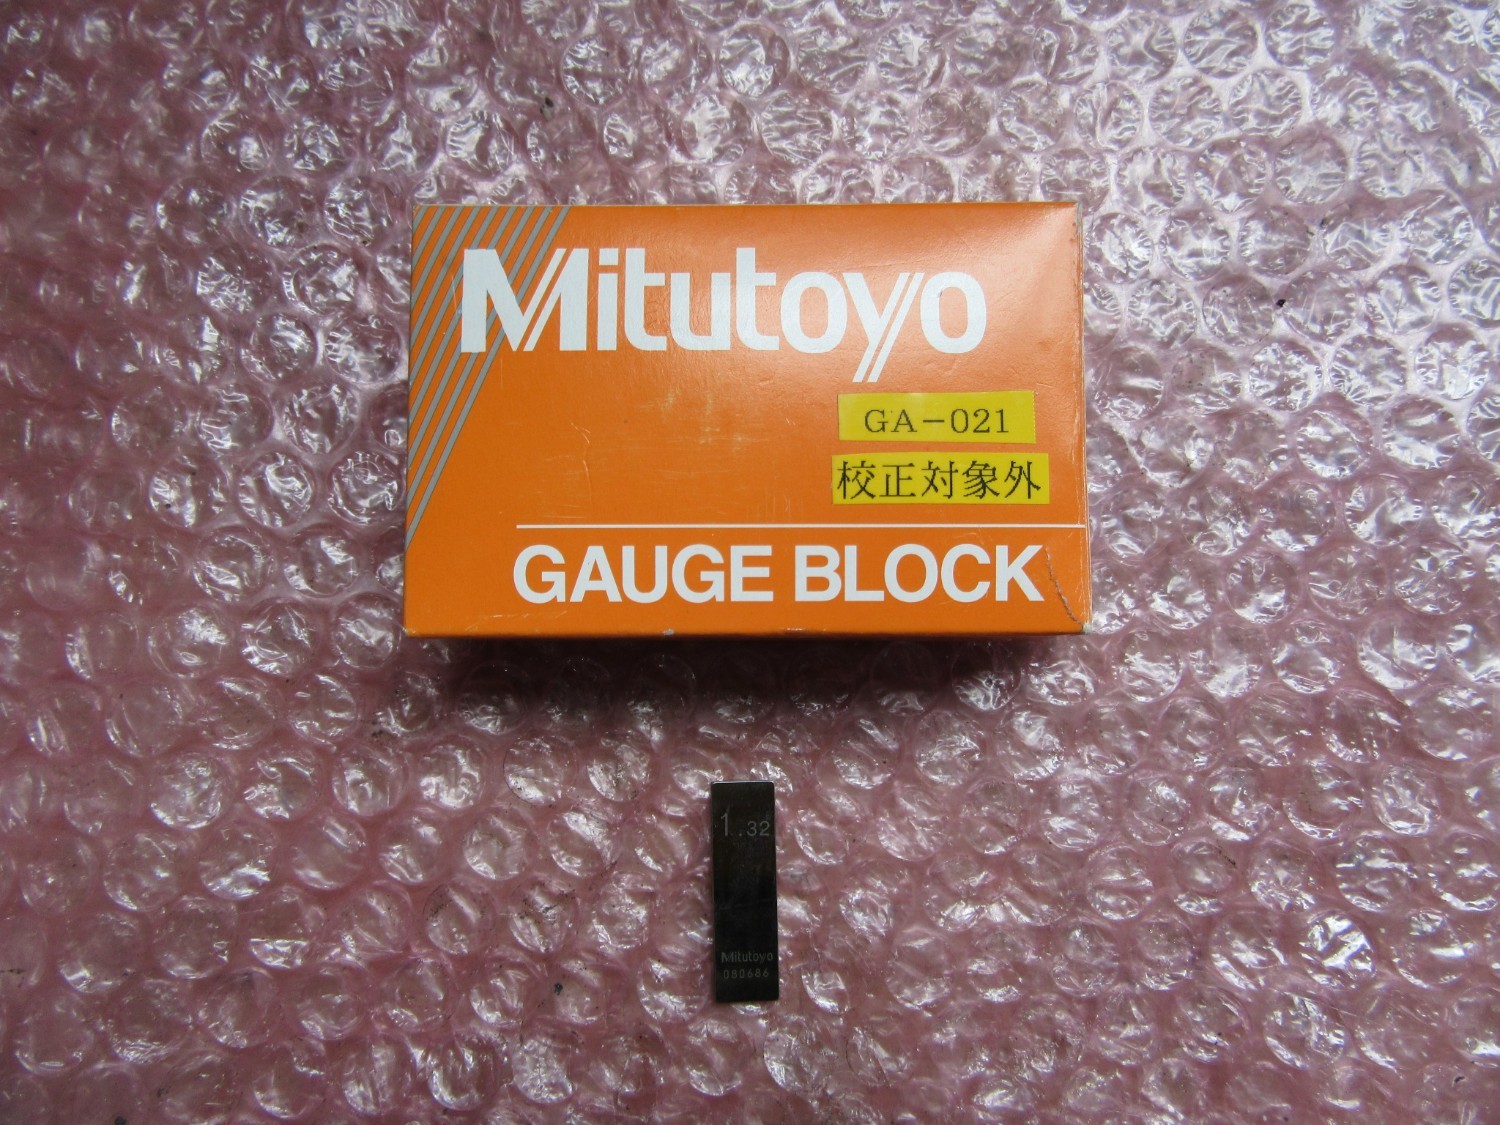 Mitutoyo
GA-021
校正対象外
GAUGE BLOCK
1.32
Mitutoyo
080686